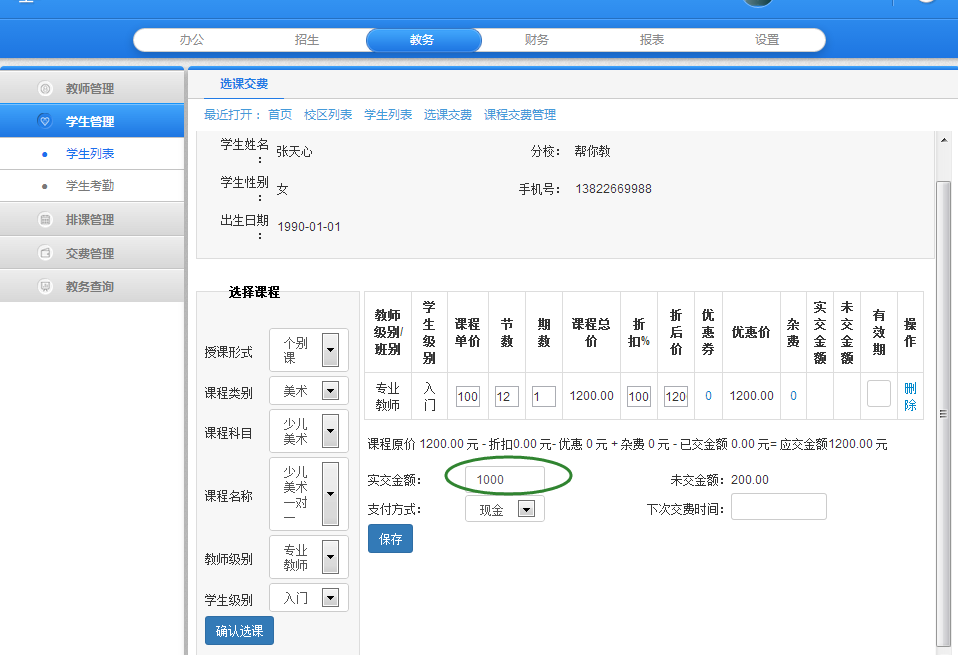 办公 招生 教务 财务 报表 设置
教师管理
学生管理
学生列表
学生考勤
排课管理
交费管理
教务查询
选课交费
最近打开： 首页 校区列表 学生列表 选课交费 课程交费管理
学生姓名： 张天心 分校： 帮你教
学生性别： 女 手机号： 13822669988
出生日期： 1990-01-01
选择课程
授课形式 个别课
课程类别 美术
课程科目 少儿美术
课程名称 少儿美术一对一
教师级别 专业教师
学生级别 入门
确认选课
教师级别/班别 学生级别 课程单价 节数 期数 课程总价 折扣% 折后价 优惠券 优惠价 杂费 实交金额 未交金额 有效期 操作
专业教师 入门 100 12 1 1200.00 100 120 0 1200.00 0 删除
课程原价 1200.00 元 - 折扣0.00 元- 优惠 0 元 + 杂费 0 元 - 已交金额 0.00 元= 应交金额1200.00 元
实交金额： 1000 未交金额： 200.00
支付方式： 现金 下次交费时间：
保存